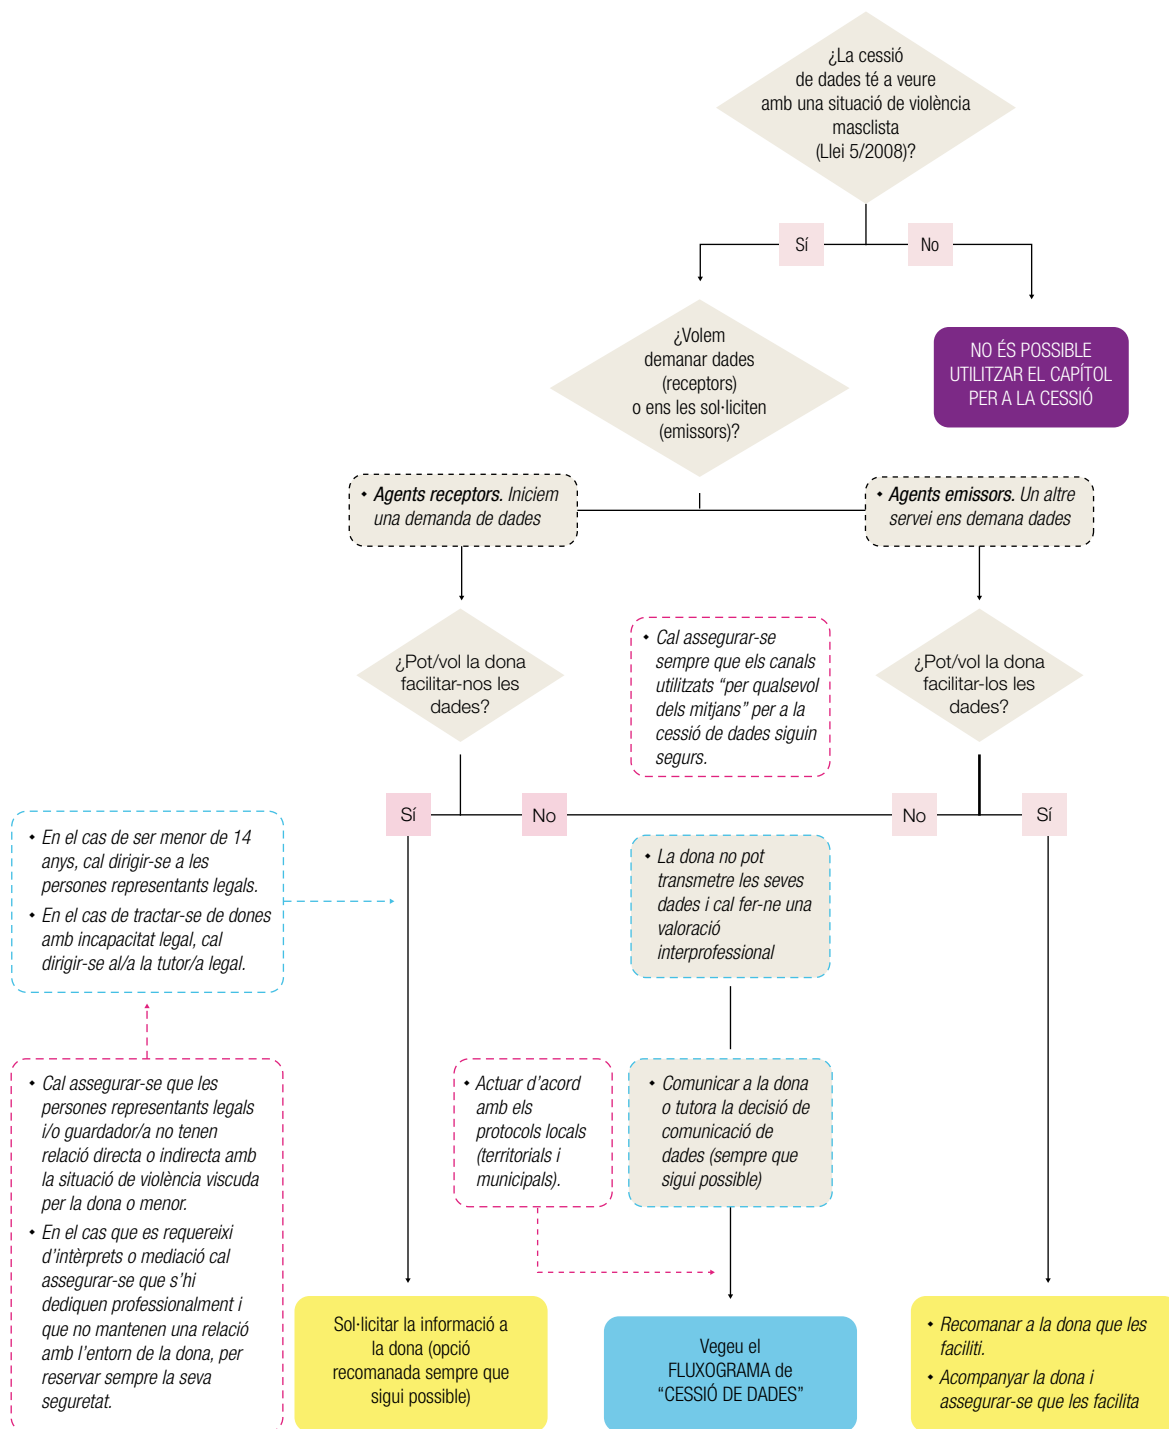 ¿La cessió
de dades té a veure
amb una situació de violència
masclista
(Llei 5/2008)?
Sí
No
¿Volem
demanar dades
(receptors)
o ens les sol·liciten
(emissors)?
NO ÉS POSSIBLE
UTILITZAR EL CAPÍTOL
PER A LA CESSIÓ
• Agents receptors. Iniciem
una demanda de dades
• Agents emissors. Un altre
servei ens demana dades
¿Pot/vol la dona
facilitar-nos les
dades?
• Cal assegurar-se
sempre que els canals
utilitzats “per qualsevol
dels mitjans” per a la
cessió de dades siguin
segurs.
¿Pot/vol la dona
facilitar-los les
dades?
Sí
No
No
Sí
• En el cas de ser menor de 14
anys, cal dirigir-se a les
persones representants legals.
• En el cas de tractar-se de dones
amb incapacitat legal, cal
dirigir-se al/a la tutor/a legal.
• La dona no pot
transmetre les seves
dades i cal fer-ne una
valoració
interprofessional
• Cal assegurar-se que les
persones representants legals
i/o guardador/a no tenen
relació directa o indirecta amb
la situació de violència viscuda
per la dona o menor.
• En el cas que es requereixi
d’intèrprets o mediació cal
assegurar-se que s’hi
dediquen professionalment i
que no mantenen una relació
amb l’entorn de la dona, per
reservar sempre la seva
seguretat.
• Actuar d’acord
amb els
protocols locals
(territorials i
municipals).
• Comunicar a la dona
o tutora la decisió de
comunicació de
dades (sempre que
sigui possible)
Sol·licitar la informació a
la dona (opció
recomanada sempre que
sigui possible)
Vegeu el
FLUXOGRAMA de
“CESSIÓ DE DADES”
• Recomanar a la dona que les
faciliti.
• Acompanyar la dona i
assegurar-se que les facilita